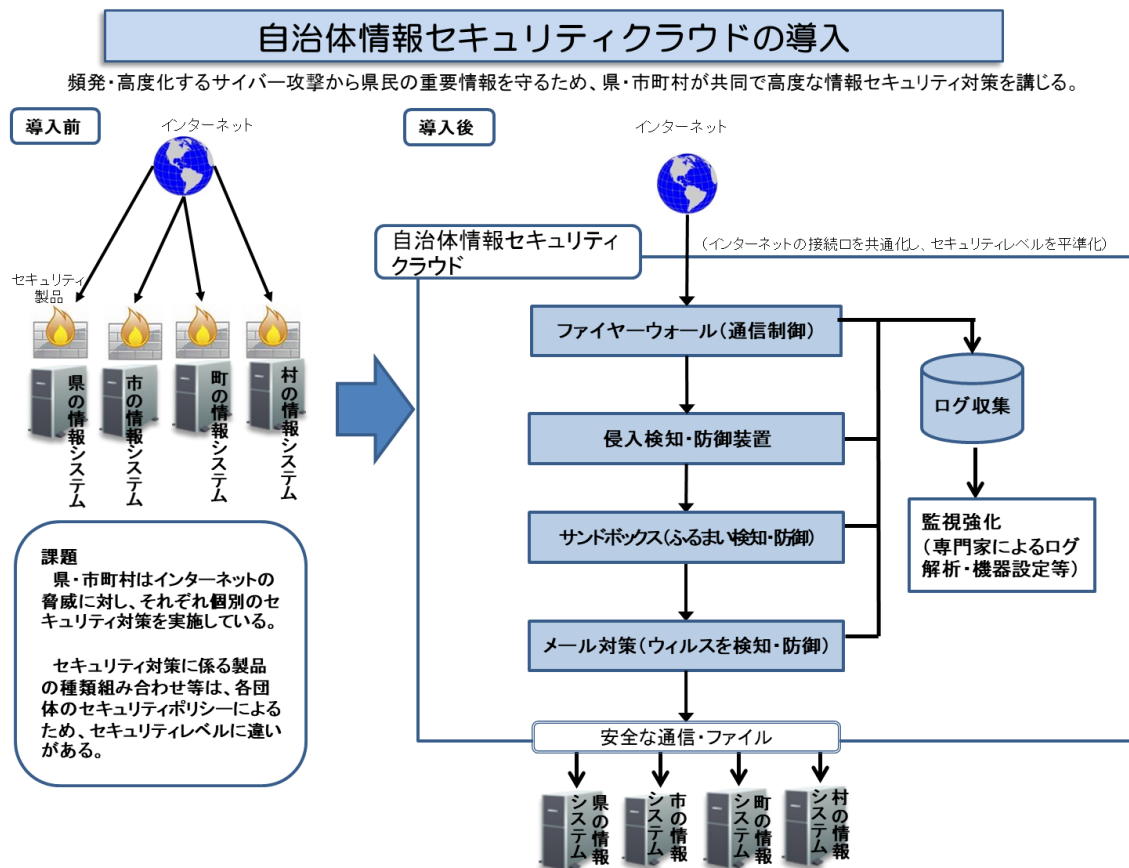 自治体情報セキュリティクラウドの導入
頻発・高度化するサイバー攻撃から県民の重要情報を守るため、県・市町村が共同で高度な情報セキュリティ対策を講じる。
導入前
インターネット
セキュリティ
製品
県の情報システム
市の情報システム
町の情報システム
村の情報システム
課題
県・市町村はインターネットの
脅威に対し、それぞれ個別のセ
キュリティ対策を実施している。
セキュリティ対策に係る製品
の種類組み合わせ等は、各団
体のセキュリティポリシーによる
ため、セキュリティレベルに違い
がある。
導入後
インターネット
自治体情報セキュリティ
クラウド
(インターネットの接続口を共通化し、セキュリティレベルを平準化)
ファイヤーウォール(通信制御)
侵入検知・防御装置
サンドボックス(ふるまい検知・防御)
メール対策(ウィルスを検知・防御)
ログ収集
監視強化
(専門家によるログ
解析・機器設定等)
安全な通信・ファイル
県の情報
システム
市の情報
システム
町の情報
システム
村の情報
システム